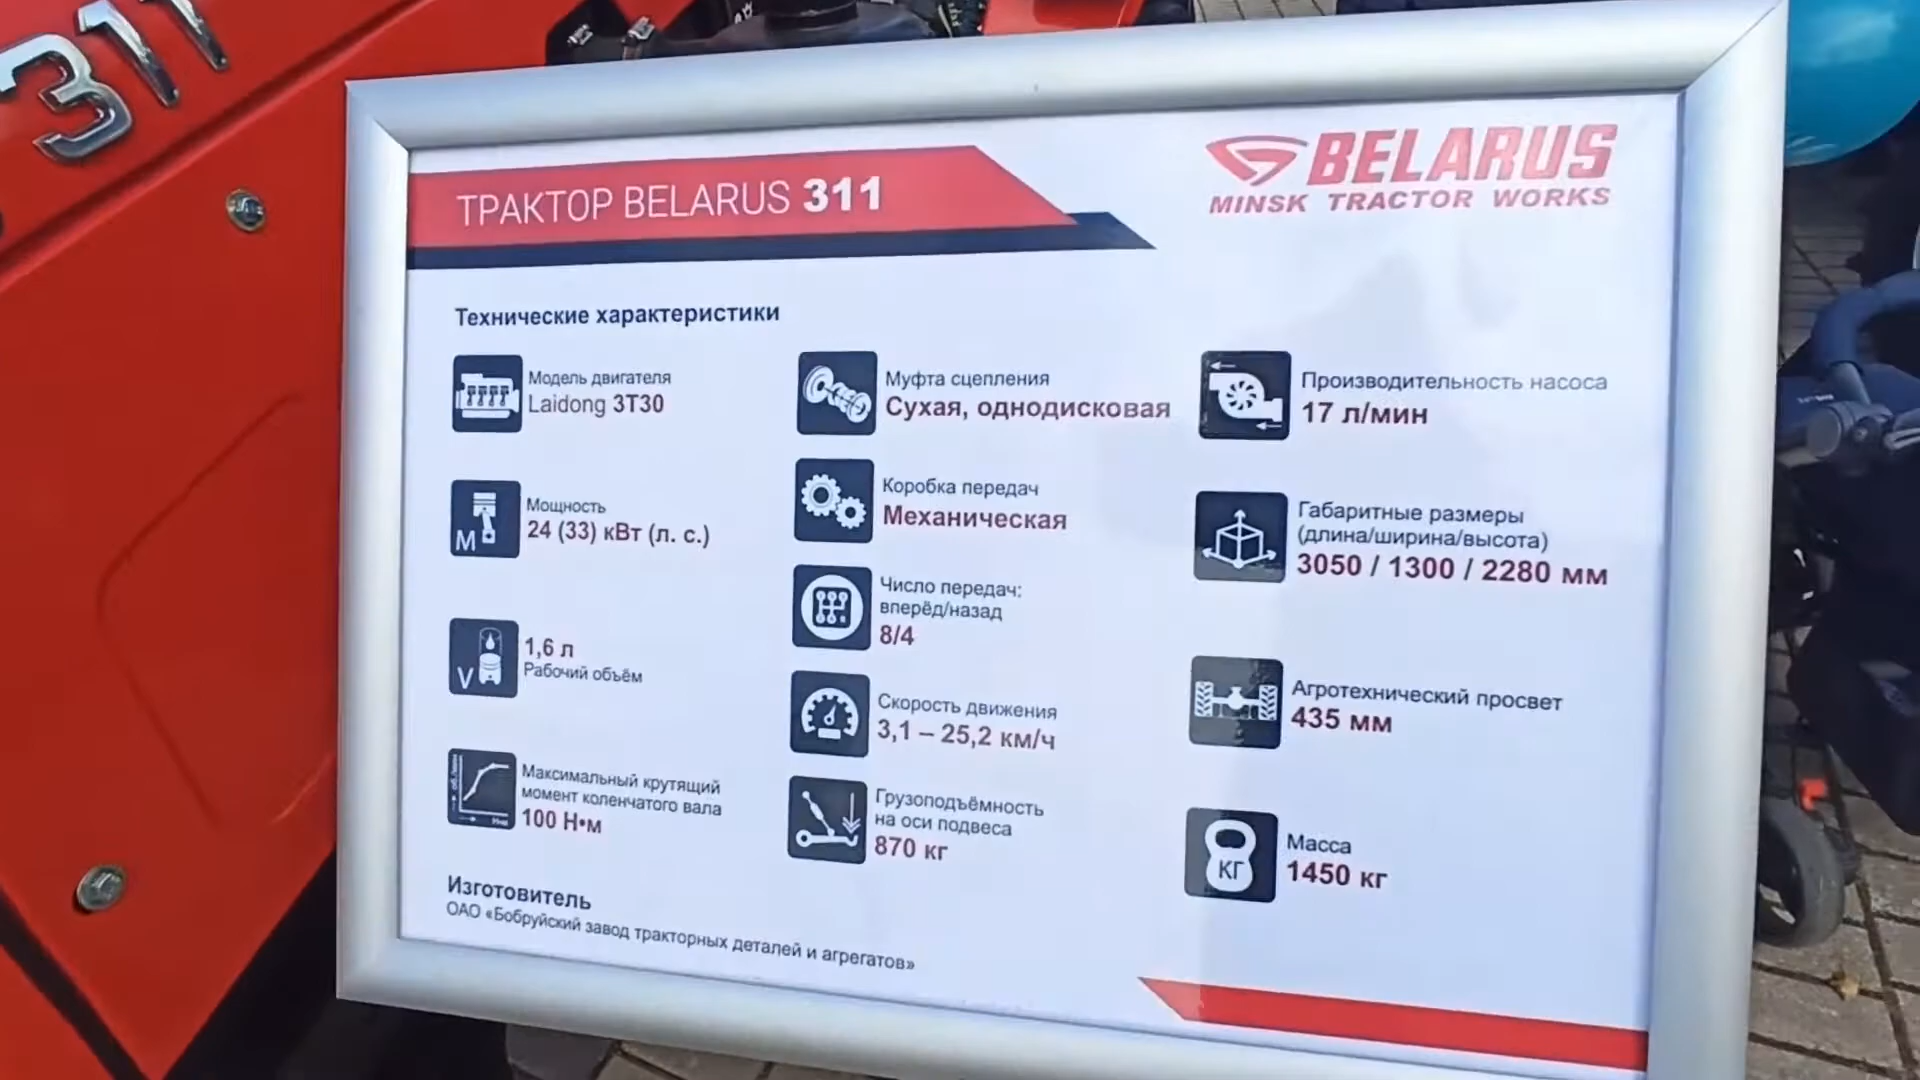 311
ТРАКТОР BELARUS 311
BELARUS
MINSK TRACTOR WORKS
Технические характеристики
Модель двигателя
Laidong 3T30
M
Мощность
24 (33) кВт (л. с.)
V
1,6 л
Рабочий объём
Максимальный крутящий
момент коленчатого вала
100 Н•м
Муфта сцепления
Сухая, однодисковая
Коробка передач
Механическая
Число передач:
вперёд/назад
8/4
Скорость движения
3,1 – 25,2 км/ч
Грузоподъёмность
на оси подвеса
870 кг
Производительность насоса
17 л/мин
Габаритные размеры
(длина/ширина/высота)
3050 / 1300 / 2280 мм
Агротехнический просвет
435 мм
КГ
Масса
1450 кг
Изготовитель
ОАО «Бобруйский завод тракторных деталей и агрегатов»